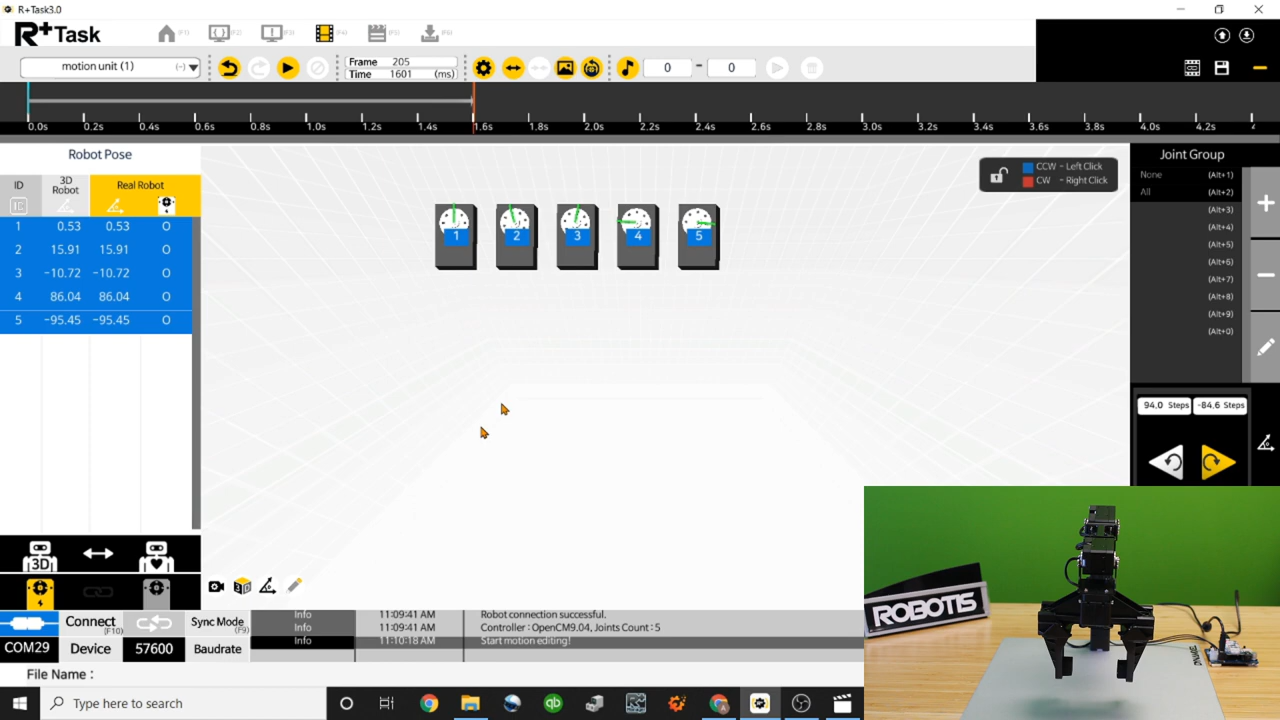 R+Task3.0
R+Task
(F1)
(F2)
(F3)
(F4)
(F5)
(F6)
motion unit (1)
(-)
Frame 205
Time 1601 (ms)
0 - 0
0.0s 0.2s 0.4s 0.6s 0.8s 1.0s 1.2s 1.4s 1.6s 1.8s 2.0s 2.2s 2.4s 2.6s 2.8s 3.0s 3.2s 3.4s 3.6s 3.8s 4.0s 4.2s 4
Robot Pose
ID
3D Robot
Real Robot
1 0.53 0.53 O
2 15.91 15.91 O
3 -10.72 -10.72 O
4 86.04 86.04 O
5 -95.45 -95.45 O
1 2 3 4 5
CCW - Left Click
CW - Right Click
Joint Group
None (Alt+1)
All (Alt+2)
(Alt+3)
(Alt+4)
(Alt+5)
(Alt+6)
(Alt+7)
(Alt+8)
(Alt+9)
(Alt+0)
94.0 Steps -84.6 Steps
3D
3D
Connect (F10)
Sync Mode (F9)
COM29 Device 57600 Baudrate
Info 11:09:41 AM Robot connection successful.
Info 11:09:41 AM Controller : OpenCM9.04, Joints Count : 5
Info 11:10:18 AM Start motion editing!
File Name :
ROBOTIS
Type here to search
qb